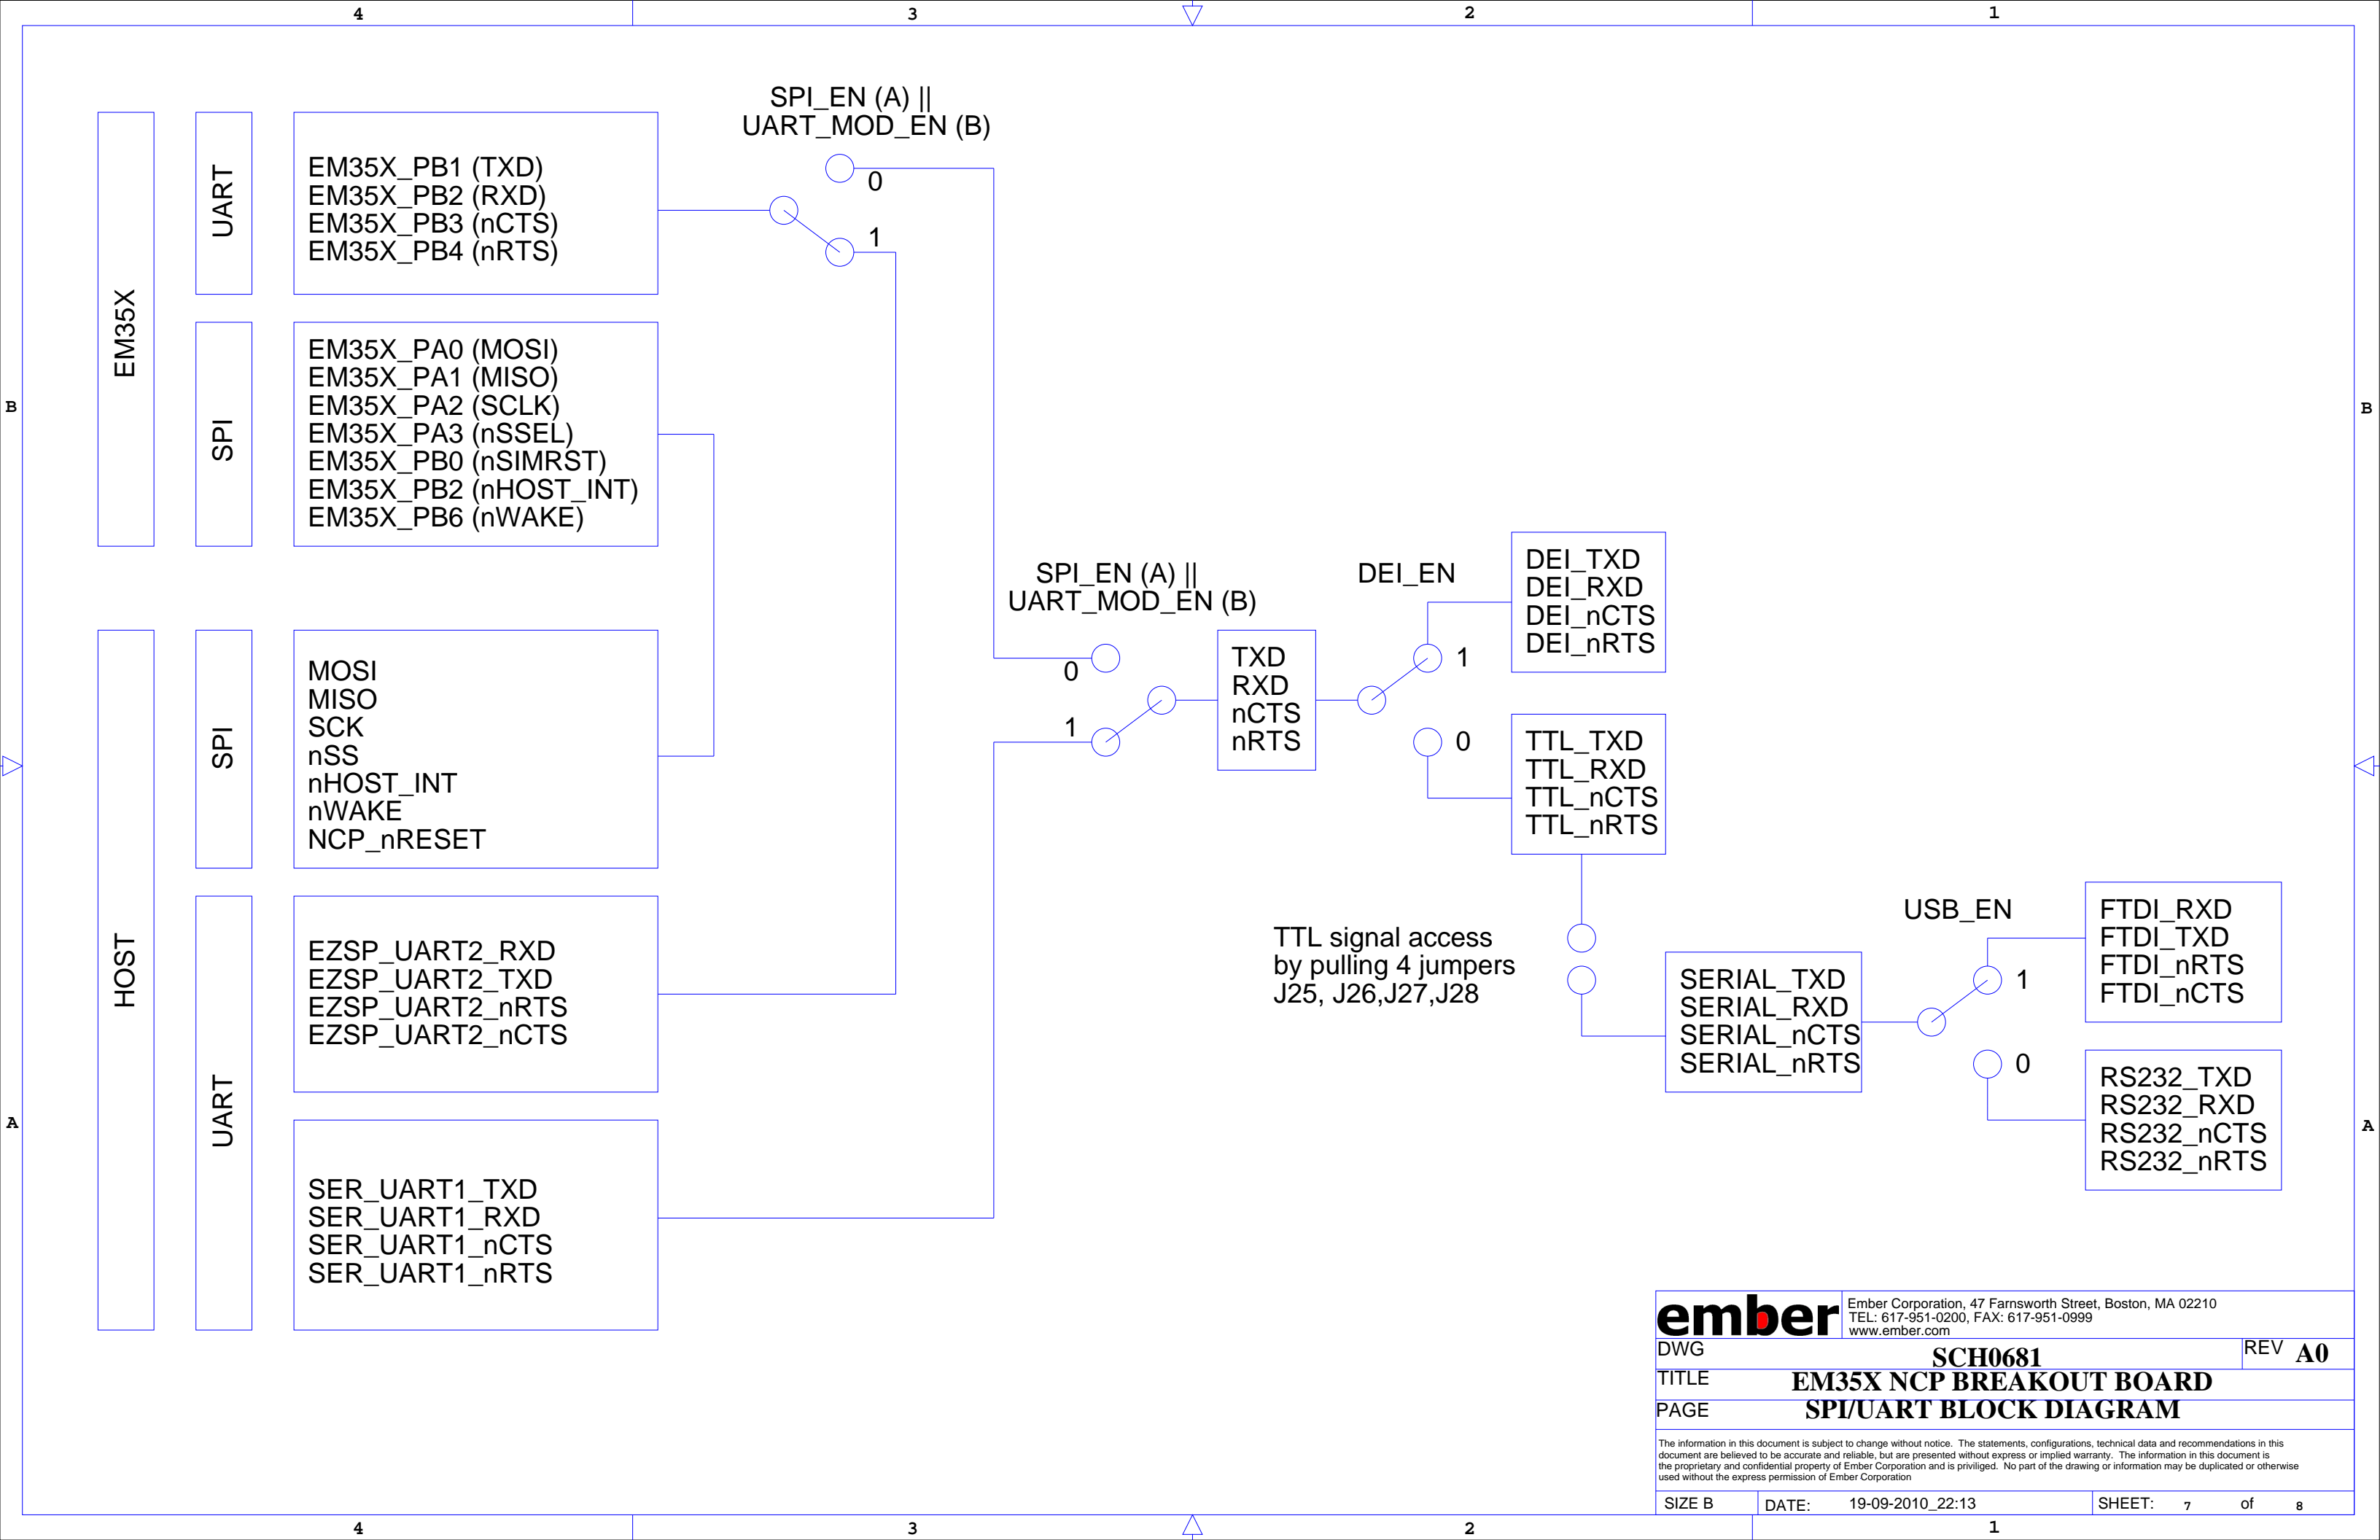 4 3 2 1
SPI_EN (A) ||
UART_MOD_EN (B)
0
1
EM35X
UART
EM35X_PB1 (TXD)
EM35X_PB2 (RXD)
EM35X_PB3 (nCTS)
EM35X_PB4 (nRTS)
SPI
EM35X_PA0 (MOSI)
EM35X_PA1 (MISO)
EM35X_PA2 (SCLK)
EM35X_PA3 (nSSEL)
EM35X_PB0 (nSIMRST)
EM35X_PB2 (nHOST_INT)
EM35X_PB6 (nWAKE)
B B
HOST
SPI
MOSI
MISO
SCK
nSS
nHOST_INT
nWAKE
NCP_nRESET
UART
EZSP_UART2_RXD
EZSP_UART2_TXD
EZSP_UART2_nRTS
EZSP_UART2_nCTS
SER_UART1_TXD
SER_UART1_RXD
SER_UART1_nCTS
SER_UART1_nRTS
SPI_EN (A) ||
UART_MOD_EN (B)
0
1
TXD
RXD
nCTS
nRTS
DEI_EN
1
0
DEI_TXD
DEI_RXD
DEI_nCTS
DEI_nRTS
TTL_TXD
TTL_RXD
TTL_nCTS
TTL_nRTS
TTL signal access
by pulling 4 jumpers
J25, J26,J27,J28
SERIAL_TXD
SERIAL_RXD
SERIAL_nCTS
SERIAL_nRTS
USB_EN
1
0
FTDI_RXD
FTDI_TXD
FTDI_nRTS
FTDI_nCTS
RS232_TXD
RS232_RXD
RS232_nCTS
RS232_nRTS
A A
ember
Ember Corporation, 47 Farnsworth Street, Boston, MA 02210
TEL: 617-951-0200, FAX: 617-951-0999
www.ember.com
DWG SCH0681 REV A0
TITLE EM35X NCP BREAKOUT BOARD
PAGE SPI/UART BLOCK DIAGRAM
The information in this document is subject to change without notice. The statements, configurations, technical data and recommendations in this
document are believed to be accurate and reliable, but are presented without express or implied warranty. The information in this document is
the proprietary and confidential property of Ember Corporation and is priviliged. No part of the drawing or information may be duplicated or otherwise
used without the express permission of Ember Corporation
SIZE B DATE: 19-09-2010_22:13 SHEET: 7 of 8
4 3 2 1